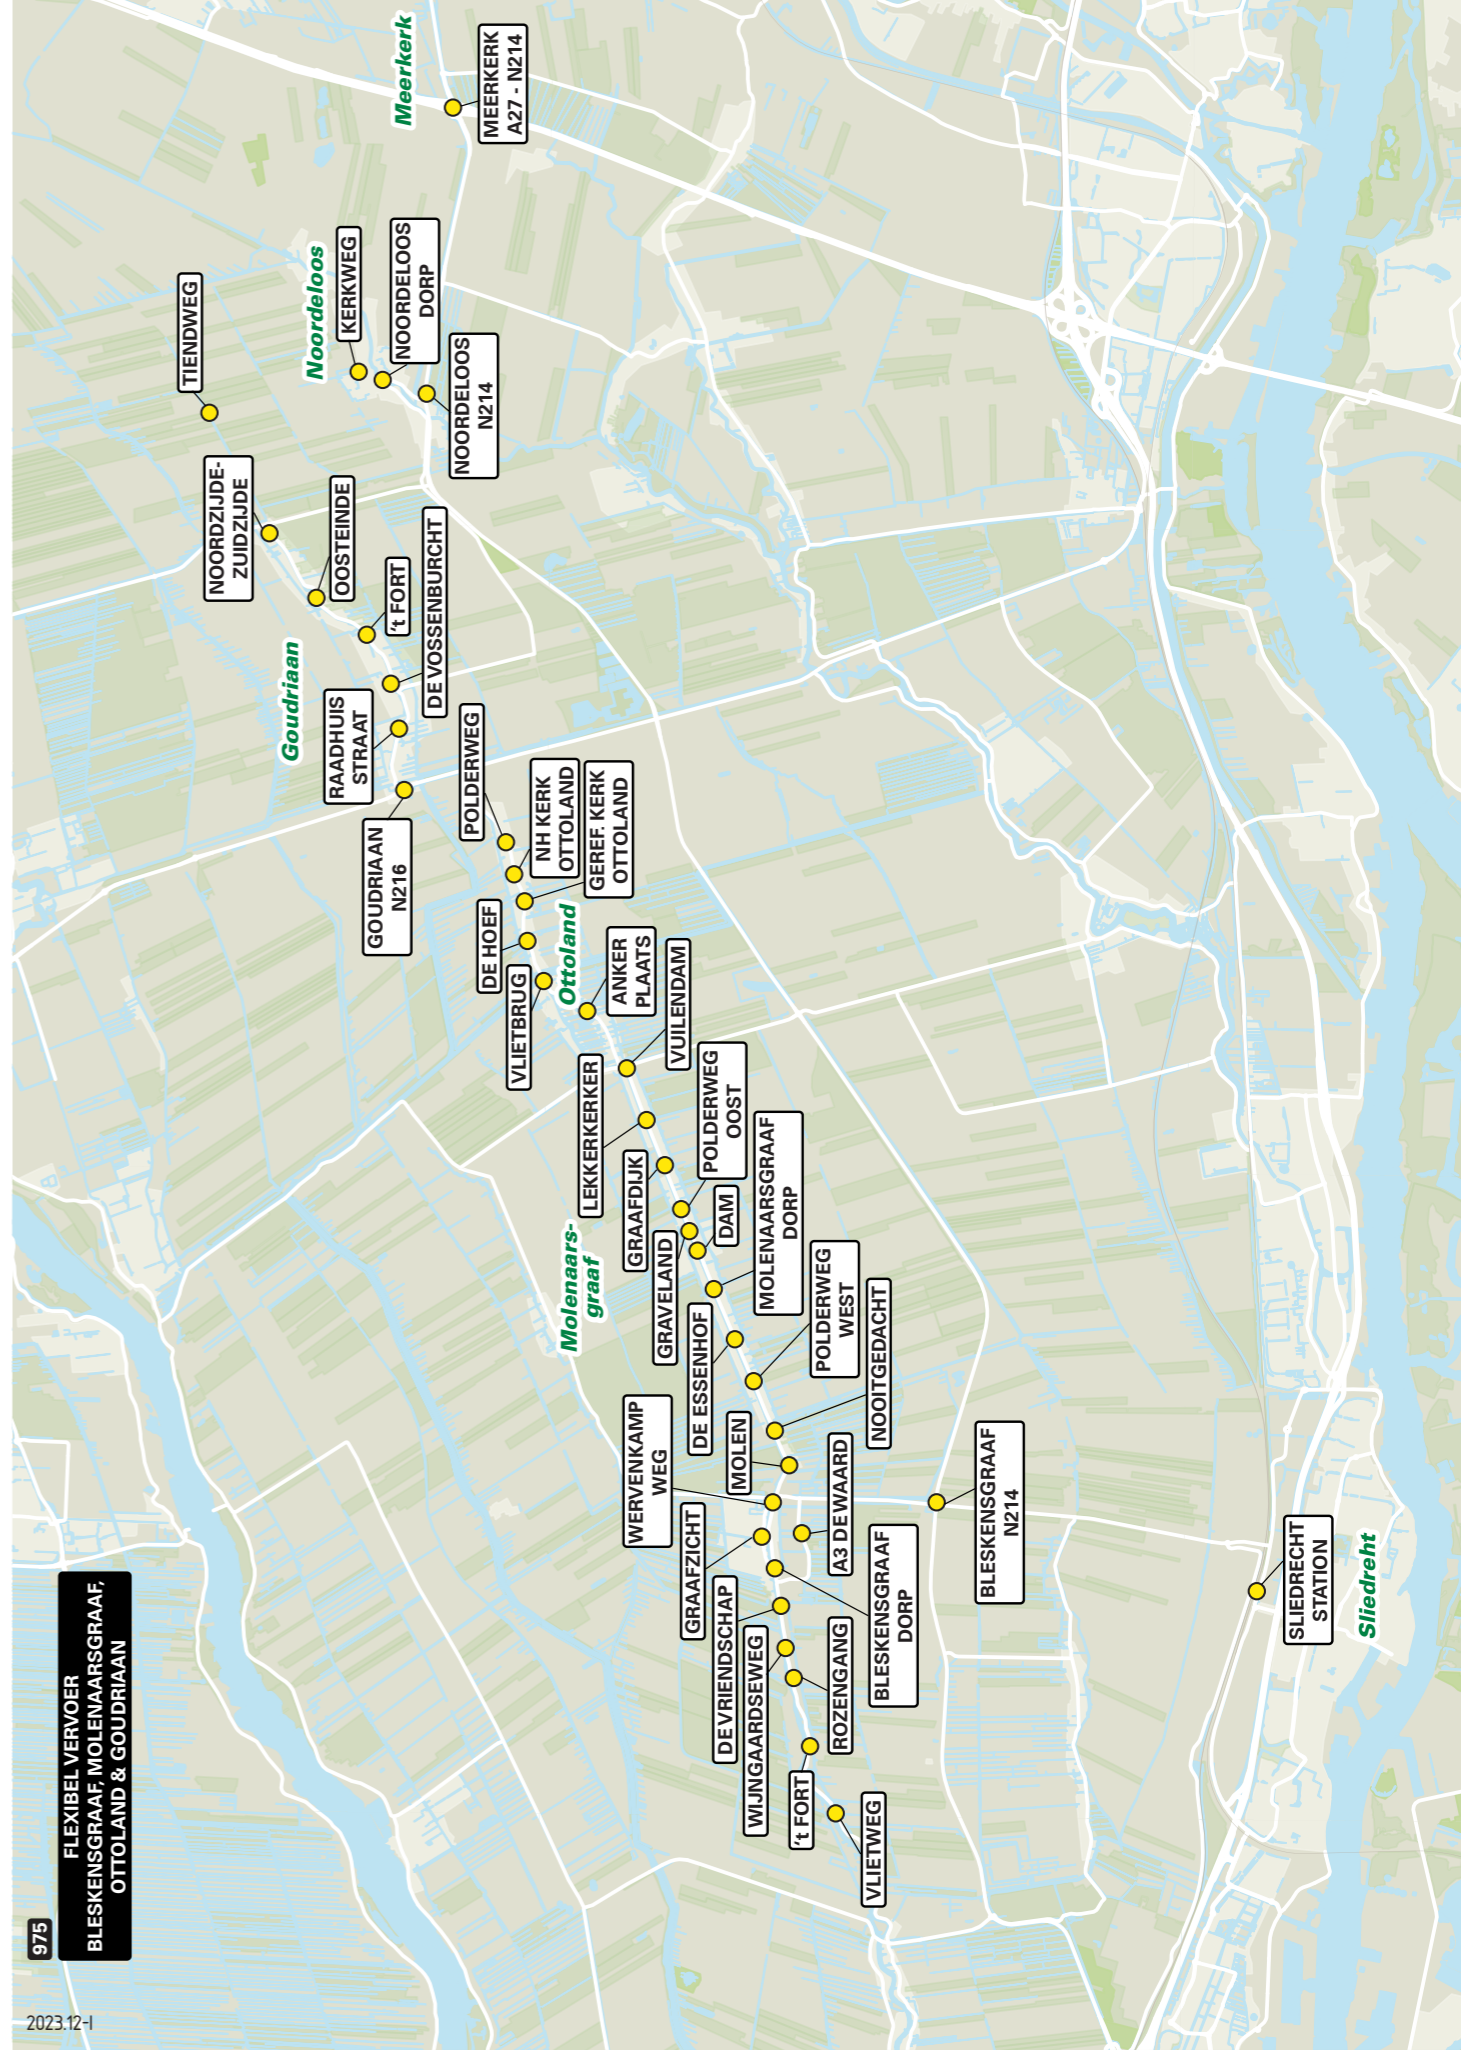 2023.12-I
975
FLEXIBEL VERVOER
BLESKENSGRAAF, MOLENAARSGRAAF,
OTTOLAND & GOUDRIAAN
VLIETWEG
't FORT
ROZENGANG
WIJNGAARDSEWEG
DE VRIENDSCHAP
BLESKENSGRAAF
DORP
GRAAFZICHT
A3 DE WAARD
WERVENKAMP
WEG
BLESKENSGRAAF
N214
SLIEDRECHT
STATION
Sliedreht
MOLEN
NOOITGEDACHT
POLDERWEG
WEST
DE ESSENHOF
MOLENAARSGRAAF
DORP
Molenaars-
graaf
DAM
GRAVELAND
POLDERWEG
OOST
GRAAFDIJK
LEKKERKERKER
VUILENDAM
ANKER
PLAATS
Ottoland
VLIETBRUG
DE HOEF
GEREF. KERK
OTTOLAND
NH KERK
OTTOLAND
POLDERWEG
GOUDRIAAN
N216
RAADHUIS
STRAAT
Goudriaan
DE VOSSENBURCHT
't FORT
OOSTEINDE
NOORDZIJDE-
ZUIDZIJDE
TIENDWEG
NOORDELOOS
N214
NOORDELOOS
DORP
KERKWEG
Noordeloos
MEERKERK
A27 - N214
Meerkerk